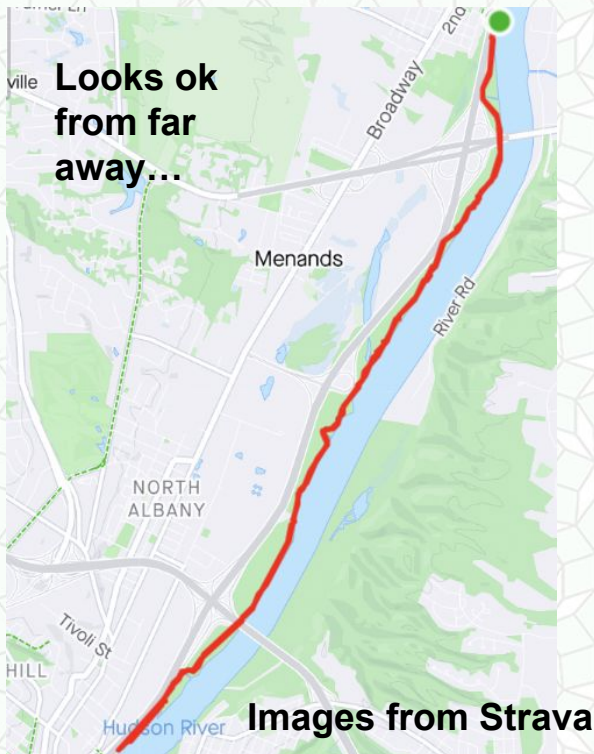 2nd
ville
Looks ok
from far
away…
Broadway
Menands
River Rd
NORTH
ALBANY
Tivoli St
HILL
Hudson River
Images from Strava